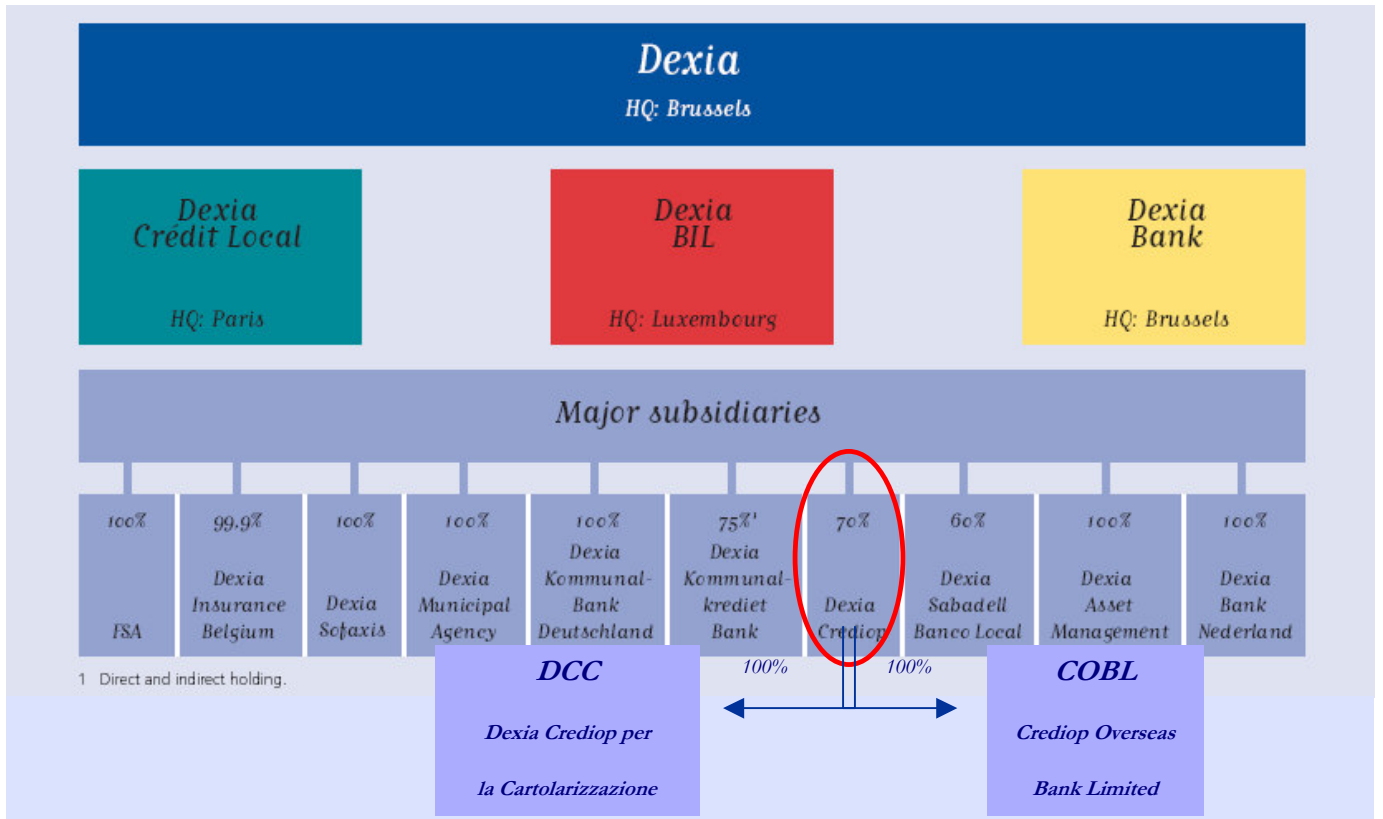 Dexia
HQ: Brussels
Dexia
Crédit Local
HQ: Paris
Dexia
BIL
HQ: Luxembourg
Dexia
Bank
HQ: Brussels
Major subsidiaries
100%
FSA
99.9%
Dexia
Insurance
Belgium
100%
Dexia
Sofaxis
100%
Dexia
Municipal
Agency
100%
Dexia
Kommunal-
Bank
Deutschland
75%¹
Dexia
Kommunal-
krediet
Bank
70%
Dexia
Crediop
60%
Dexia
Sabadell
Banco Local
100%
Dexia
Asset
Management
100%
Dexia
Bank
Nederland
1 Direct and indirect holding.
DCC
Dexia Crediop per
la Cartolarizzazione
100%
100%
COBL
Crediop Overseas
Bank Limited